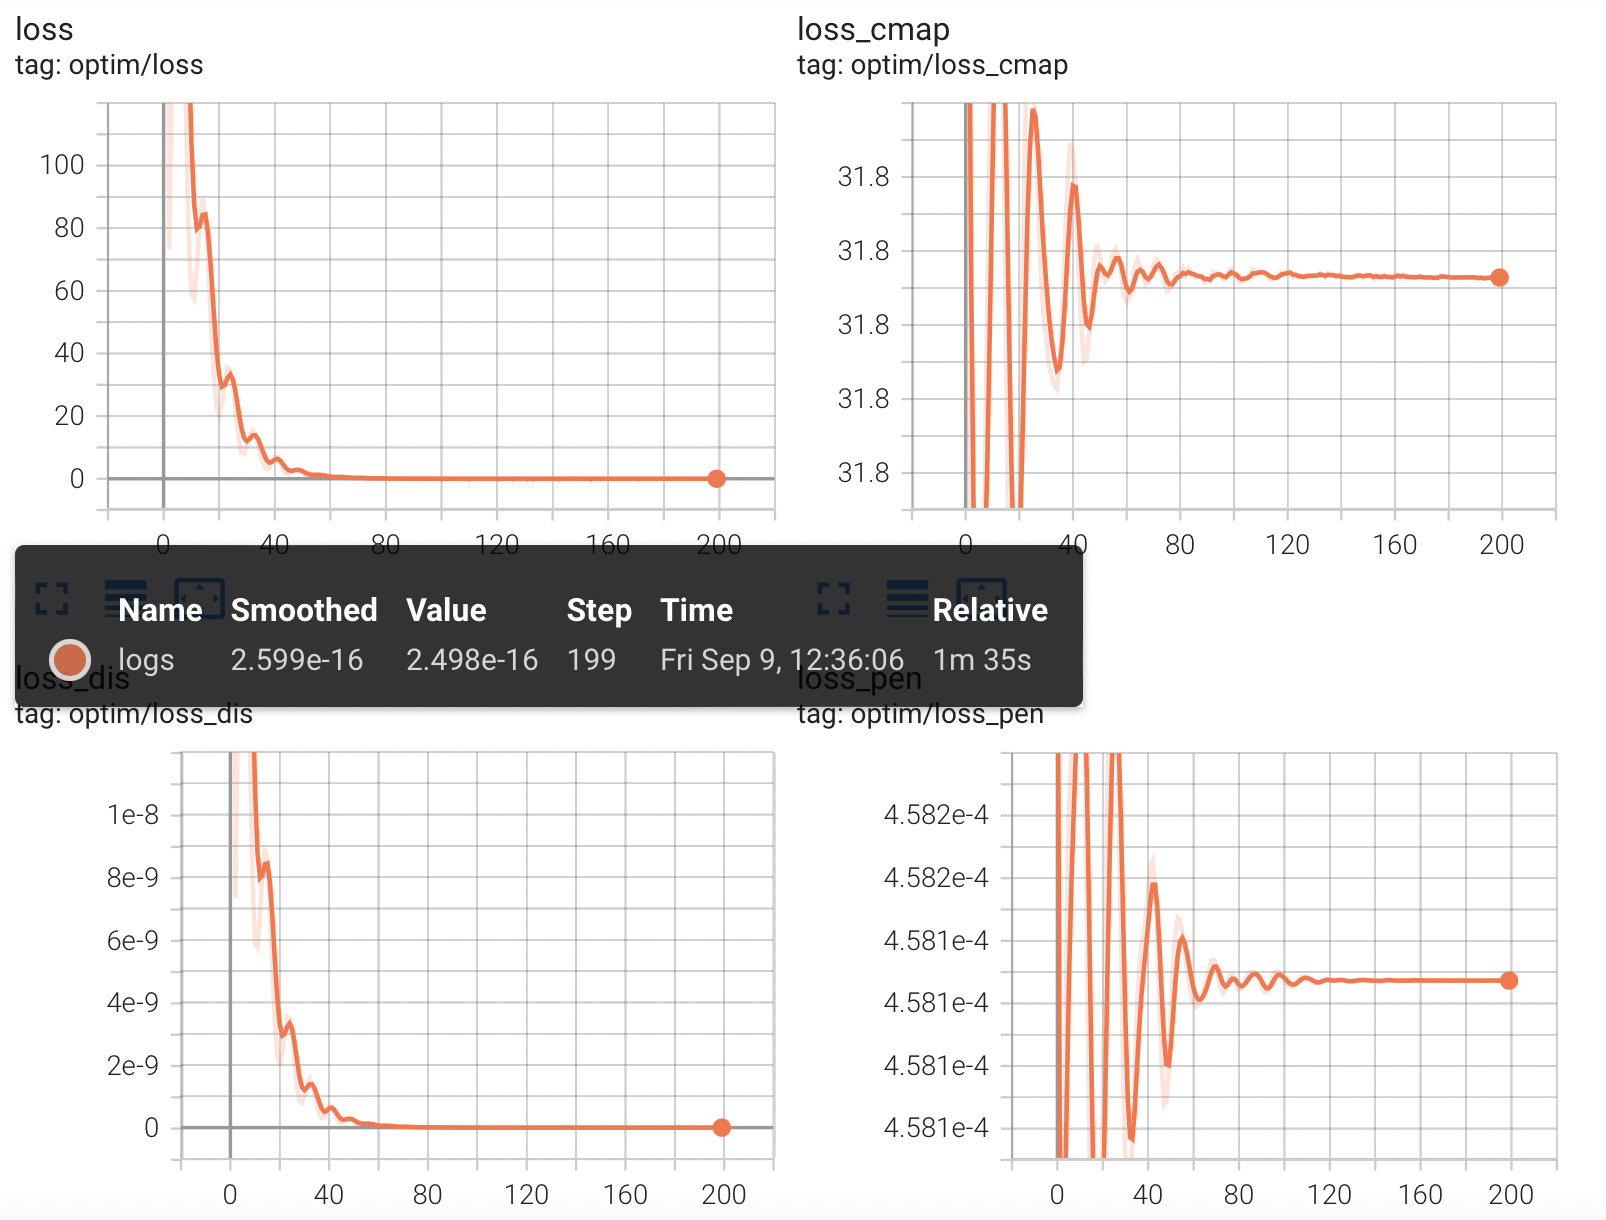 loss
tag: optim/loss
100
80
60
40
20
0
0 40 80 120 160 200
loss_cmap
tag: optim/loss_cmap
31.8
31.8
31.8
31.8
31.8
0 40 80 120 160 200
Name Smoothed Value Step Time Relative
logs 2.599e-16 2.498e-16 199 Fri Sep 9, 12:36:06 1m 35s
loss_dis
tag: optim/loss_dis
1e-8
8e-9
6e-9
4e-9
2e-9
0
0 40 80 120 160 200
loss_pen
tag: optim/loss_pen
4.582e-4
4.582e-4
4.581e-4
4.581e-4
4.581e-4
4.581e-4
0 40 80 120 160 200